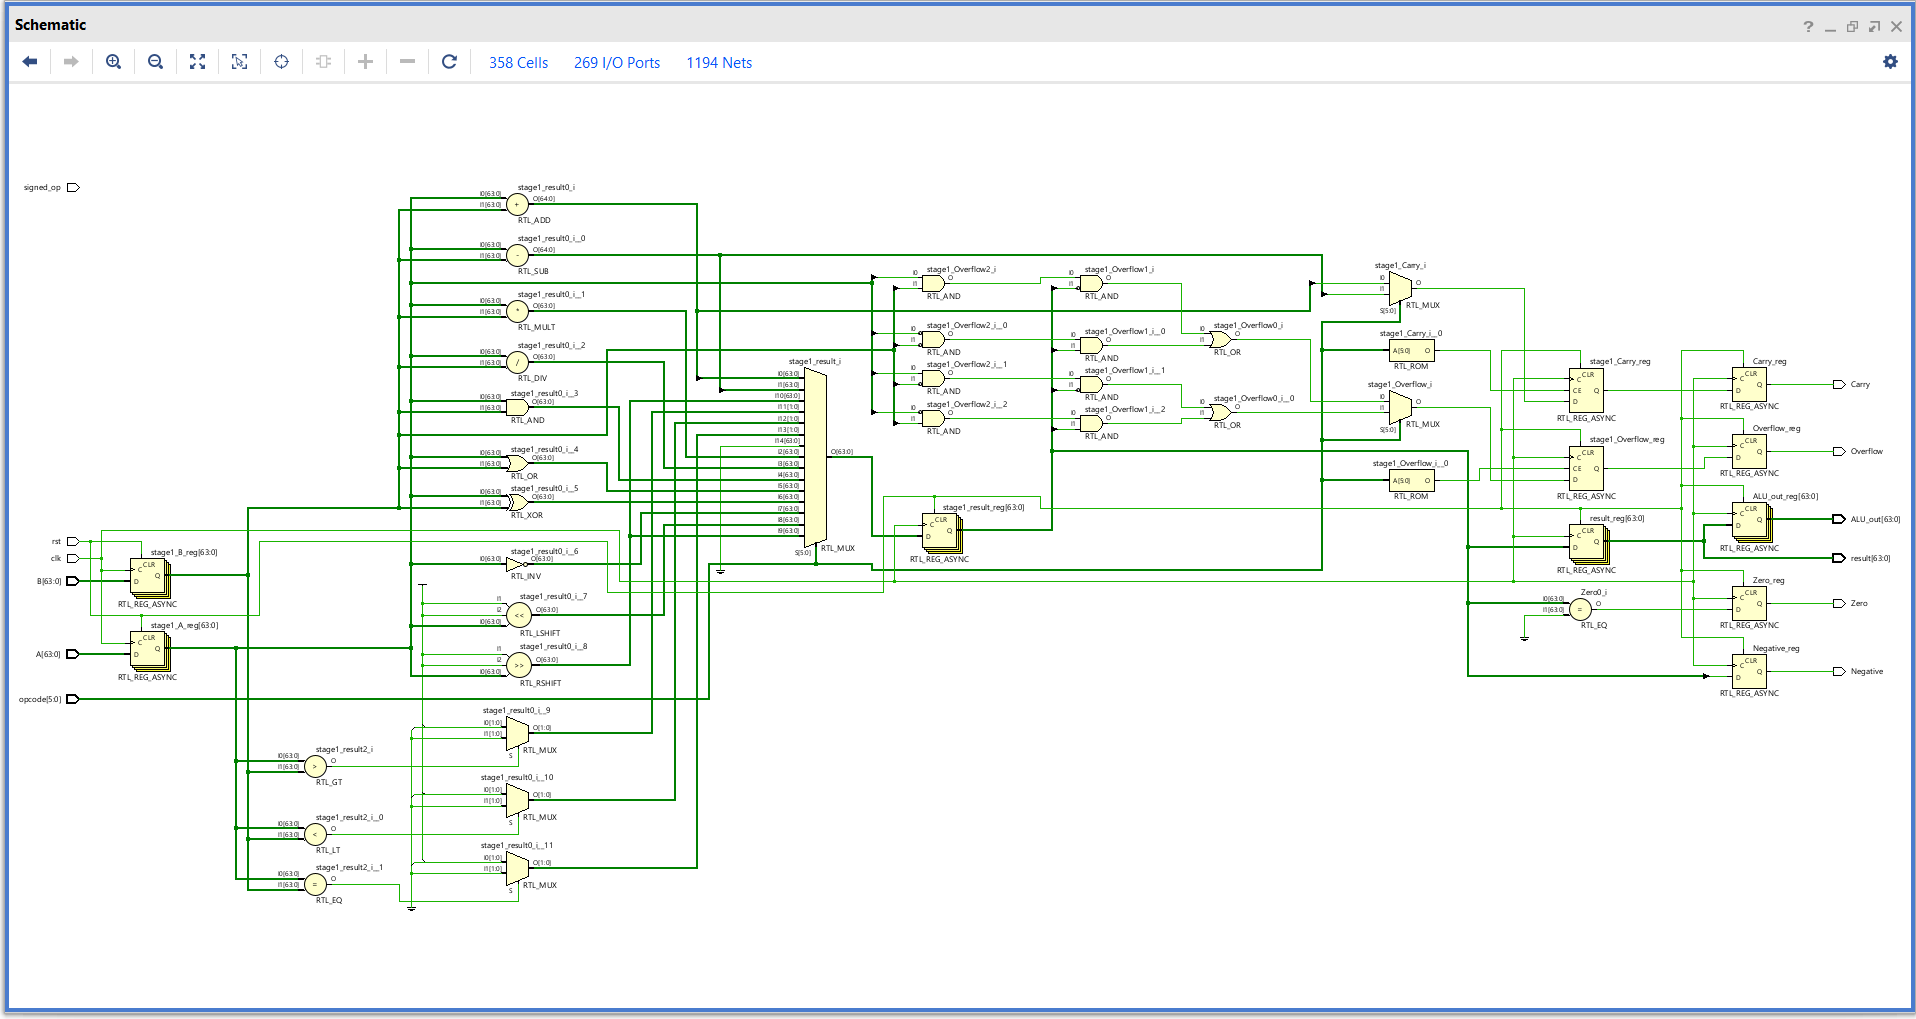 Schematic
358 Cells 269 I/O Ports 1194 Nets
signed_op
rst
clk
B[63:0]
A[63:0]
opcode[5:0]
stage1_B_reg[63:0]
CLR
C
D
Q
RTL_REG_ASYNC
stage1_A_reg[63:0]
CLR
C
D
Q
RTL_REG_ASYNC
stage1_result2_i
I0[63:0]
I1[63:0]
O
>
RTL_GT
stage1_result2_i__0
I0[63:0]
I1[63:0]
O
<
RTL_LT
stage1_result2_i__1
I0[63:0]
I1[63:0]
O
=
RTL_EQ
stage1_result0_i
I0[63:0]
I1[63:0]
O[64:0]
+
RTL_ADD
stage1_result0_i__0
I0[63:0]
I1[63:0]
O[64:0]
-
RTL_SUB
stage1_result0_i__1
I0[63:0]
I1[63:0]
O[63:0]
*
RTL_MULT
stage1_result0_i__2
I0[63:0]
I1[63:0]
O[63:0]
/
RTL_DIV
stage1_result0_i__3
I0[63:0]
I1[63:0]
O[63:0]
RTL_AND
stage1_result0_i__4
I0[63:0]
I1[63:0]
O[63:0]
RTL_OR
stage1_result0_i__5
I0[63:0]
I1[63:0]
O[63:0]
RTL_XOR
stage1_result0_i__6
I0[63:0]
O[63:0]
RTL_INV
stage1_result0_i__7
I1
I2
I0[63:0]
O[63:0]
<<
RTL_LSHIFT
stage1_result0_i__8
I1
I2
I0[63:0]
O[63:0]
>>
RTL_RSHIFT
stage1_result0_i__9
I0[1:0]
I1[1:0]
O[1:0]
S
RTL_MUX
stage1_result0_i__10
I0[1:0]
I1[1:0]
O[1:0]
S
RTL_MUX
stage1_result0_i__11
I0[1:0]
I1[1:0]
O[1:0]
S
RTL_MUX
stage1_result_i
I0[63:0]
I1[63:0]
I10[63:0]
I11[1:0]
I12[1:0]
I13[1:0]
I14[63:0]
I2[63:0]
I3[63:0]
I4[63:0]
I5[63:0]
I6[63:0]
I7[63:0]
I8[63:0]
I9[63:0]
O[63:0]
S[5:0]
RTL_MUX
stage1_result_reg[63:0]
CLR
C
D
Q
RTL_REG_ASYNC
stage1_Overflow2_i
I0
I1
O
RTL_AND
stage1_Overflow2_i__0
I0
I1
O
RTL_AND
stage1_Overflow2_i__1
I0
I1
O
RTL_AND
stage1_Overflow2_i__2
I0
I1
O
RTL_AND
stage1_Overflow1_i
I0
I1
O
RTL_AND
stage1_Overflow1_i__0
I0
I1
O
RTL_AND
stage1_Overflow1_i__1
I0
I1
O
RTL_AND
stage1_Overflow1_i__2
I0
I1
O
RTL_AND
stage1_Overflow0_i
I0
I1
O
RTL_OR
stage1_Overflow0_i__0
I0
I1
O
RTL_OR
stage1_Carry_i
I0
I1
O
S[5:0]
RTL_MUX
stage1_Carry_i__0
A[5:0]
O
RTL_ROM
stage1_Overflow_i
I0
I1
O
S[5:0]
RTL_MUX
stage1_Overflow_i__0
A[5:0]
O
RTL_ROM
stage1_Carry_reg
CLR
C
CE
D
Q
RTL_REG_ASYNC
stage1_Overflow_reg
CLR
C
CE
D
Q
RTL_REG_ASYNC
result_reg[63:0]
CLR
C
D
Q
RTL_REG_ASYNC
Zero0_i
I0[63:0]
I1[63:0]
O
=
RTL_EQ
Carry_reg
CLR
C
D
Q
RTL_REG_ASYNC
Overflow_reg
CLR
C
D
Q
RTL_REG_ASYNC
ALU_out_reg[63:0]
CLR
C
D
Q
RTL_REG_ASYNC
Zero_reg
CLR
C
D
Q
RTL_REG_ASYNC
Negative_reg
CLR
C
D
Q
RTL_REG_ASYNC
Carry
Overflow
ALU_out[63:0]
result[63:0]
Zero
Negative